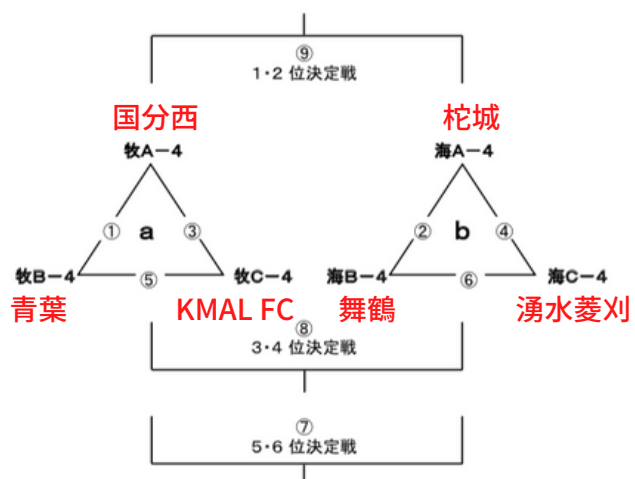 ⑨
1・2 位決定戦
国分西 柁城
牧A−4 海A−4
① a ③ ② b ④
牧B−4 ⑤ 牧C−4 海B−4 ⑥ 海C−4
青葉 KMAL FC 舞鶴 湧水菱刈
⑧
3・4 位決定戦
⑦
5・6 位決定戦